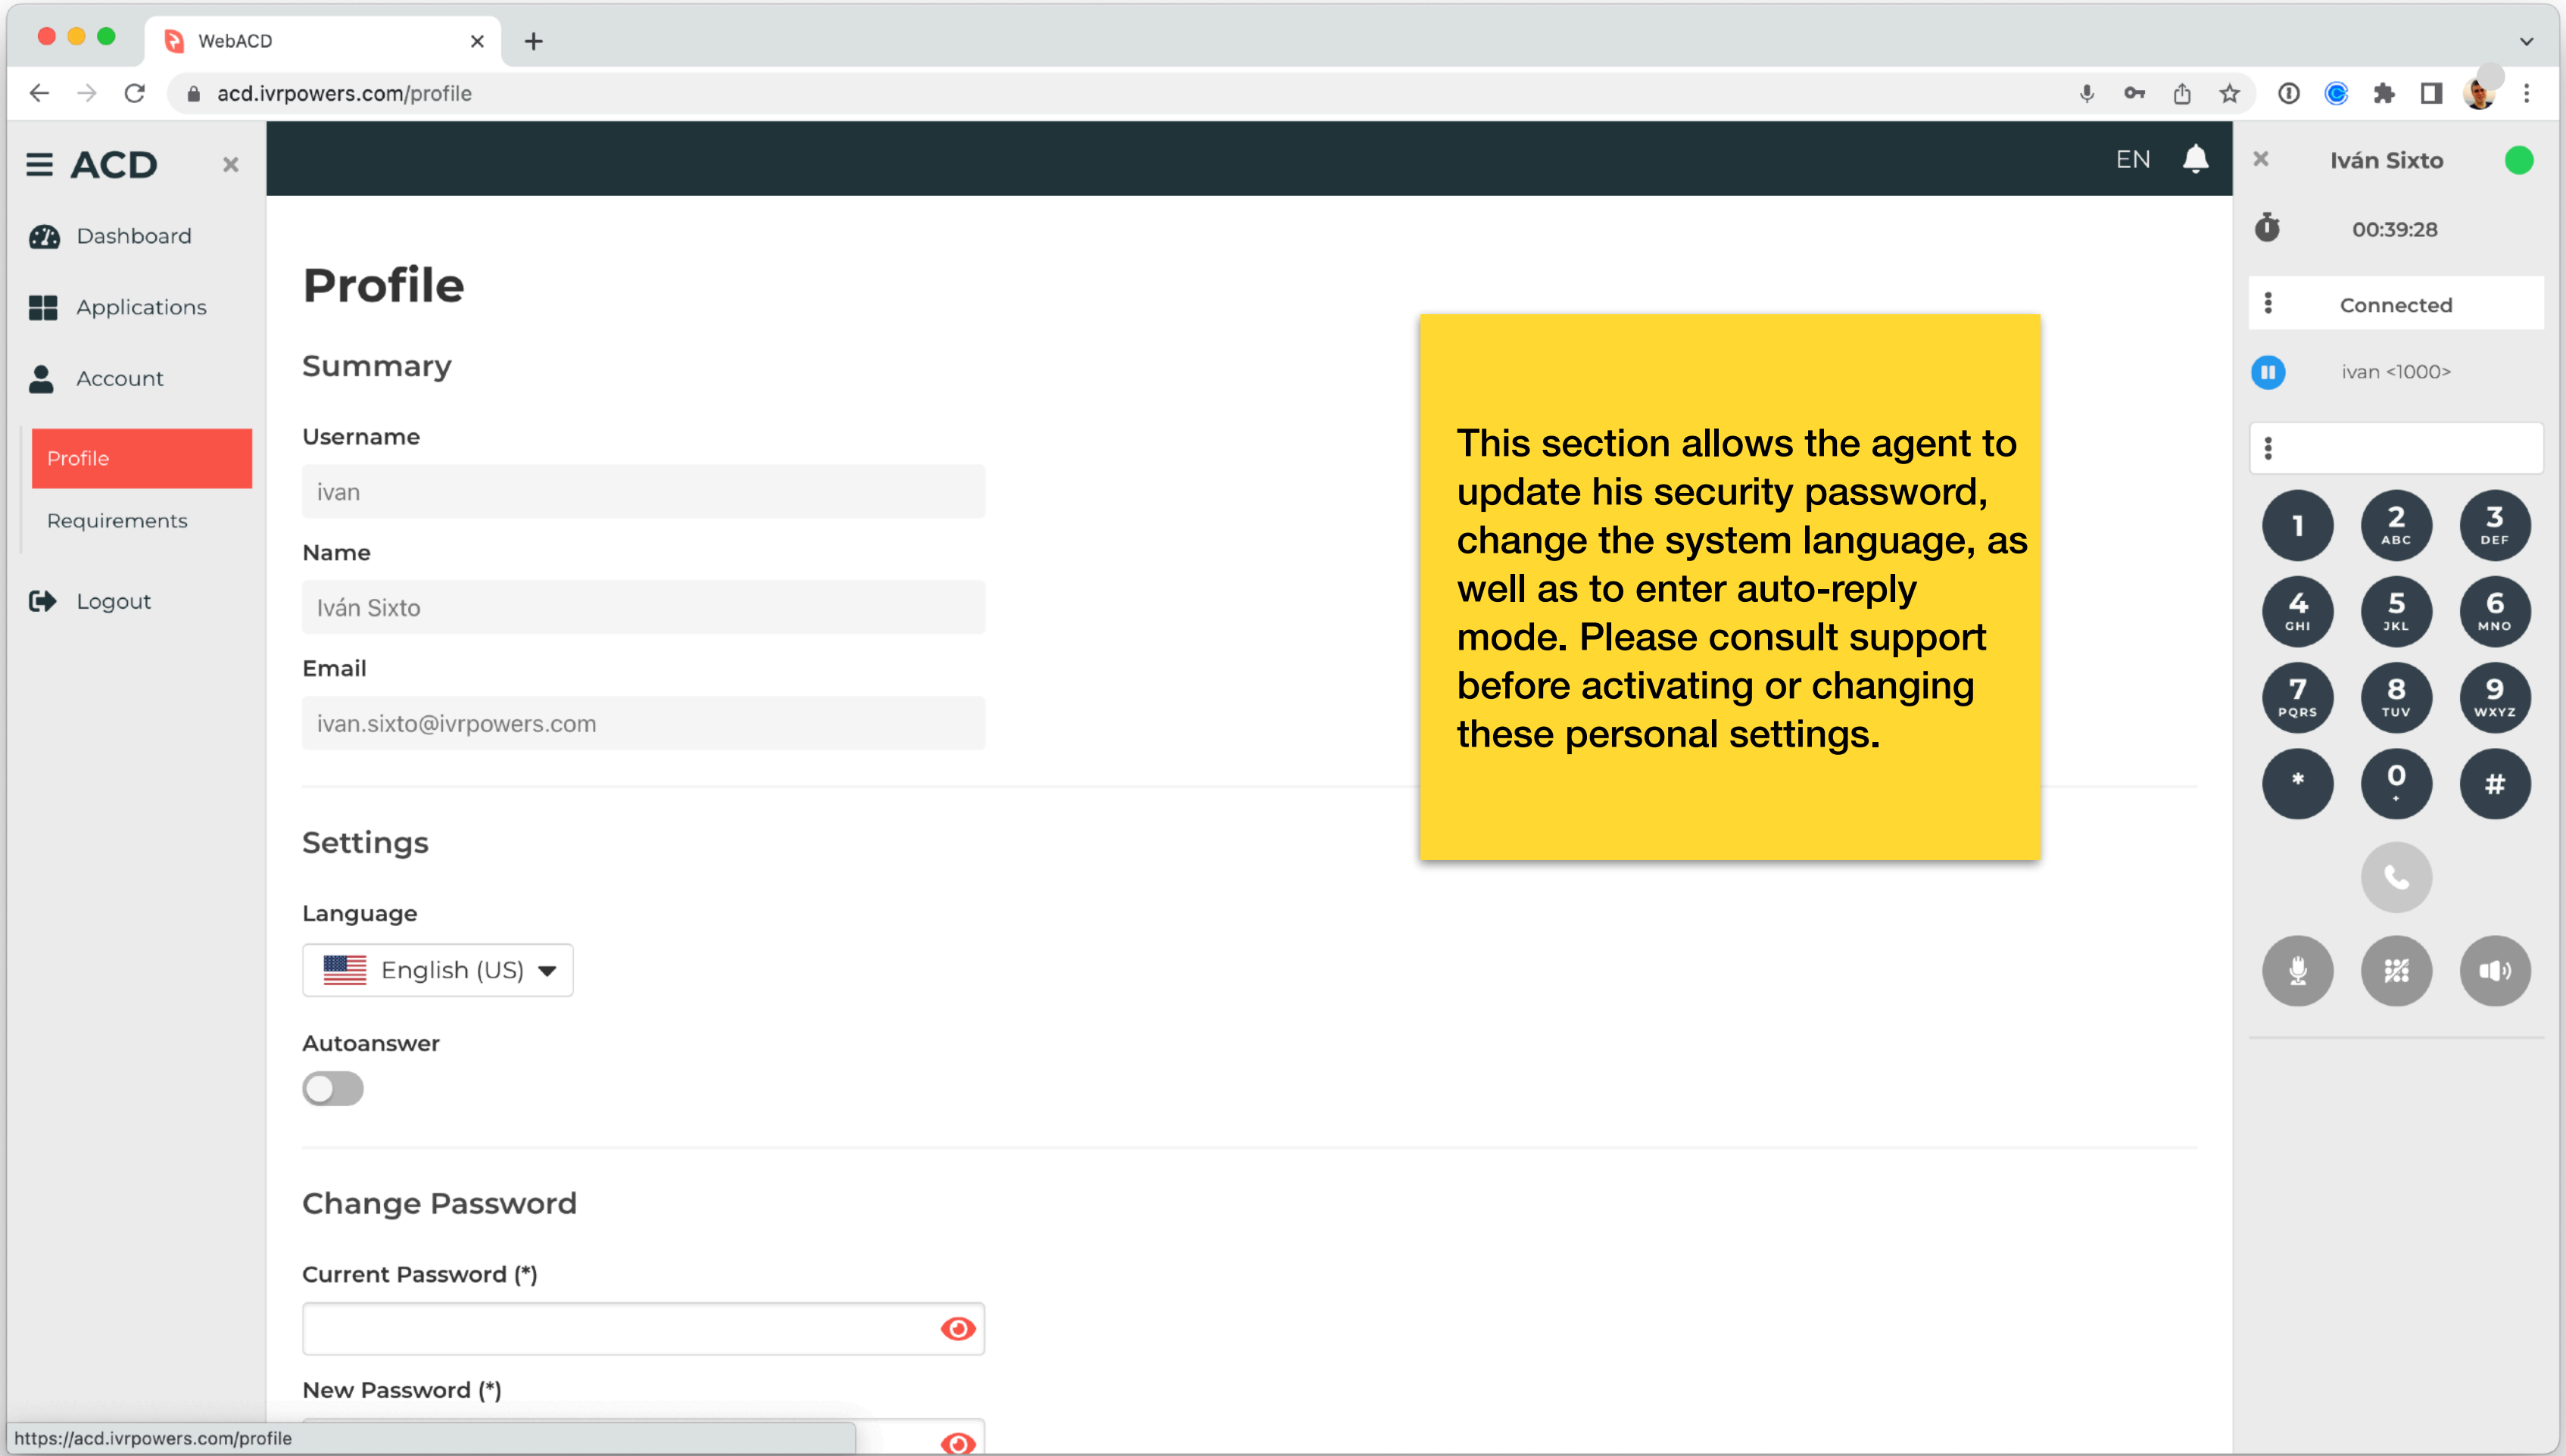 WebACD
acd.ivrpowers.com/profile
ACD
EN
Iván Sixto
Dashboard
00:39:28
Profile
Applications
Connected
Summary
Account
ivan <1000>
Username
Profile
ivan
Requirements
Name
Logout
Iván Sixto
Email
ivan.sixto@ivrpowers.com
This section allows the agent to
update his security password,
change the system language, as
well as to enter auto-reply
mode. Please consult support
before activating or changing
these personal settings.
1
2
ABC
3
DEF
4
GHI
5
JKL
6
MNO
7
PQRS
8
TUV
9
WXYZ
*
0
+
#
Settings
Language
English (US)
Autoanswer
Change Password
Current Password (*)
New Password (*)
https://acd.ivrpowers.com/profile